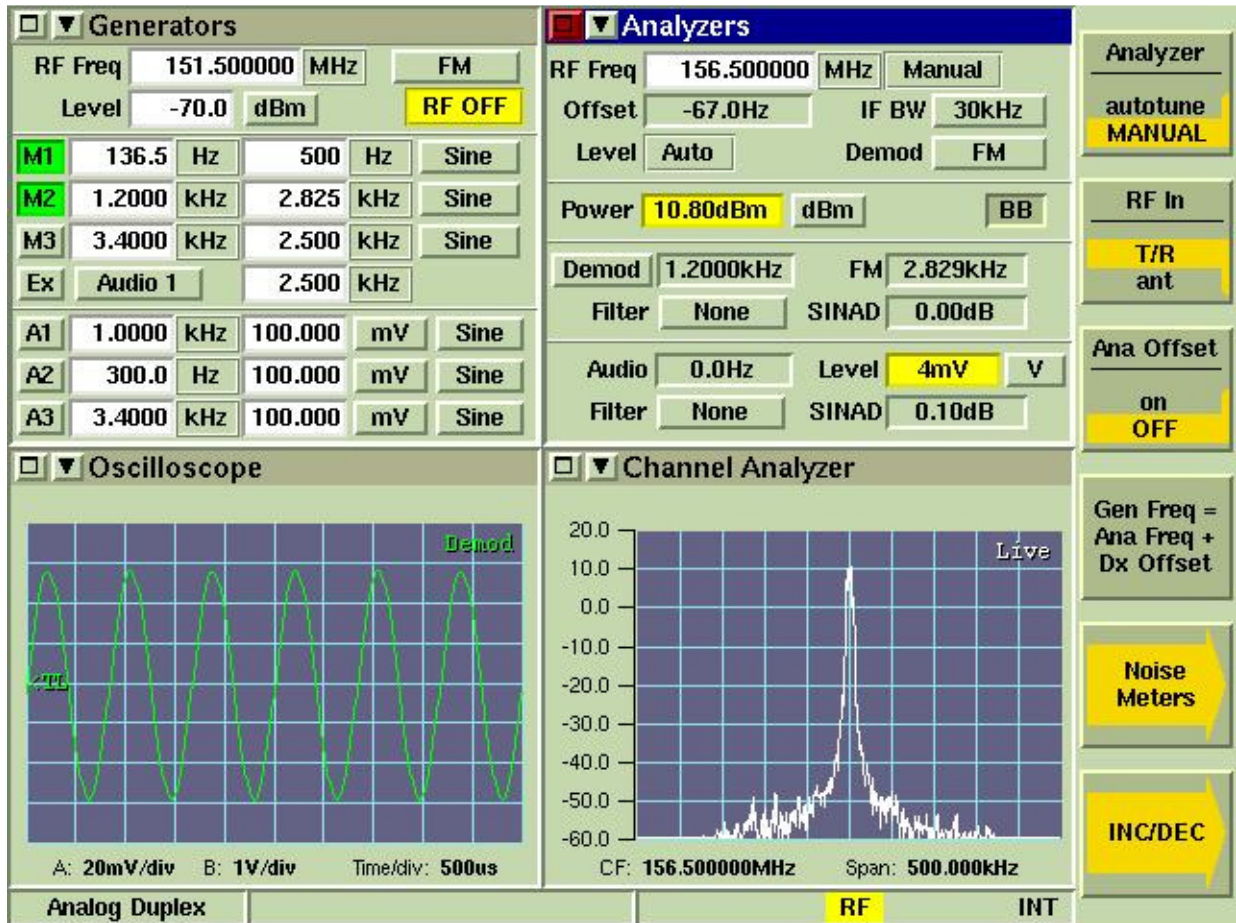 Generators
RF Freq 151.500000 MHz FM
Level -70.0 dBm RF OFF
M1 136.5 Hz 500 Hz Sine
M2 1.2000 kHz 2.825 kHz Sine
M3 3.4000 kHz 2.500 kHz Sine
Ex Audio 1 2.500 kHz
A1 1.0000 kHz 100.000 mV Sine
A2 300.0 Hz 100.000 mV Sine
A3 3.4000 kHz 100.000 mV Sine
Analyzers
RF Freq 156.500000 MHz Manual
Offset -67.0Hz IF BW 30kHz
Level Auto Demod FM
Power 10.80dBm dBm BB
Demod 1.2000kHz FM 2.829kHz
Filter None SINAD 0.00dB
Audio 0.0Hz Level 4mV V
Filter None SINAD 0.10dB
Oscilloscope
Demod
<TL
A: 20mV/div B: 1V/div Time/div: 500us
Channel Analyzer
Live
20.0
10.0
0.0
-10.0
-20.0
-30.0
-40.0
-50.0
-60.0
CF: 156.500000MHz Span: 500.000kHz
Analyzer
autotune
MANUAL
RF In
T/R
ant
Ana Offset
on
OFF
Gen Freq =
Ana Freq +
Dx Offset
Noise
Meters
INC/DEC
Analog Duplex RF INT